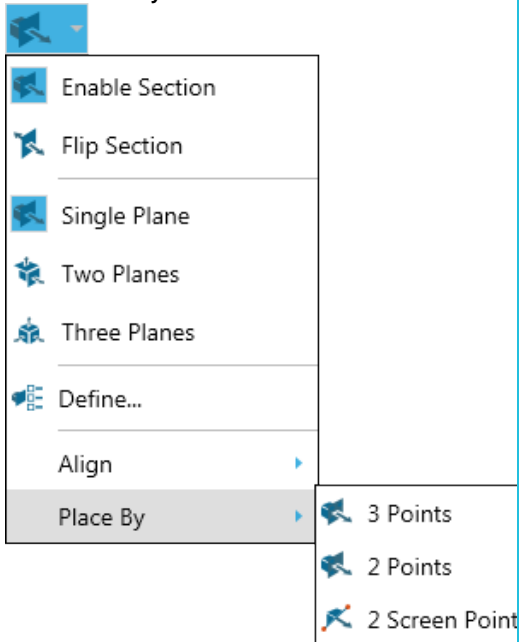 Enable Section
Flip Section
Single Plane
Two Planes
Three Planes
Define...
Align
Place By
3 Points
2 Points
2 Screen Point